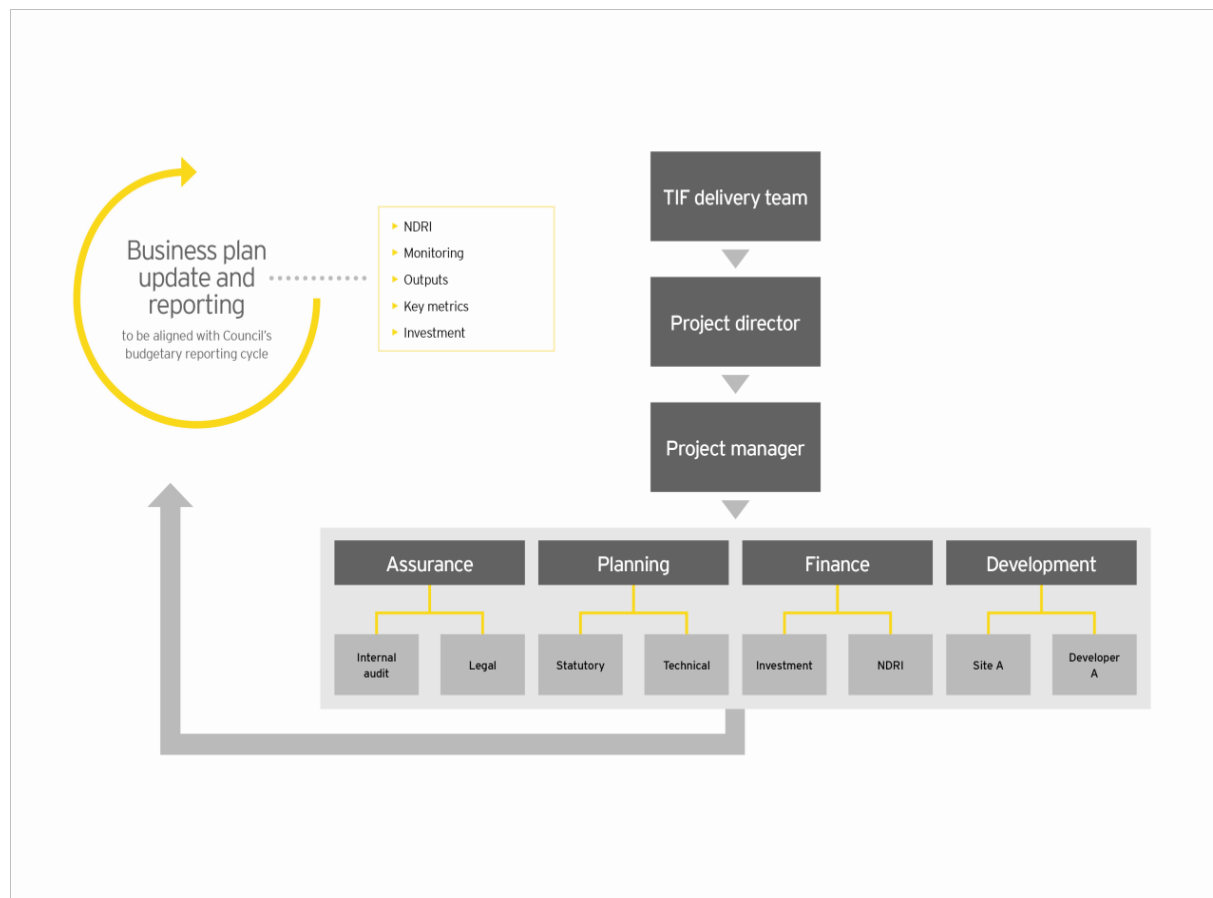 Business plan
update and
reporting
to be aligned with Council's
budgetary reporting cycle
NDRI
Monitoring
Outputs
Key metrics
Investment
TIF delivery team
Project director
Project manager
Assurance
Planning
Finance
Development
Internal
audit
Legal
Statutory
Technical
Investment
NDRI
Site A
Developer
A